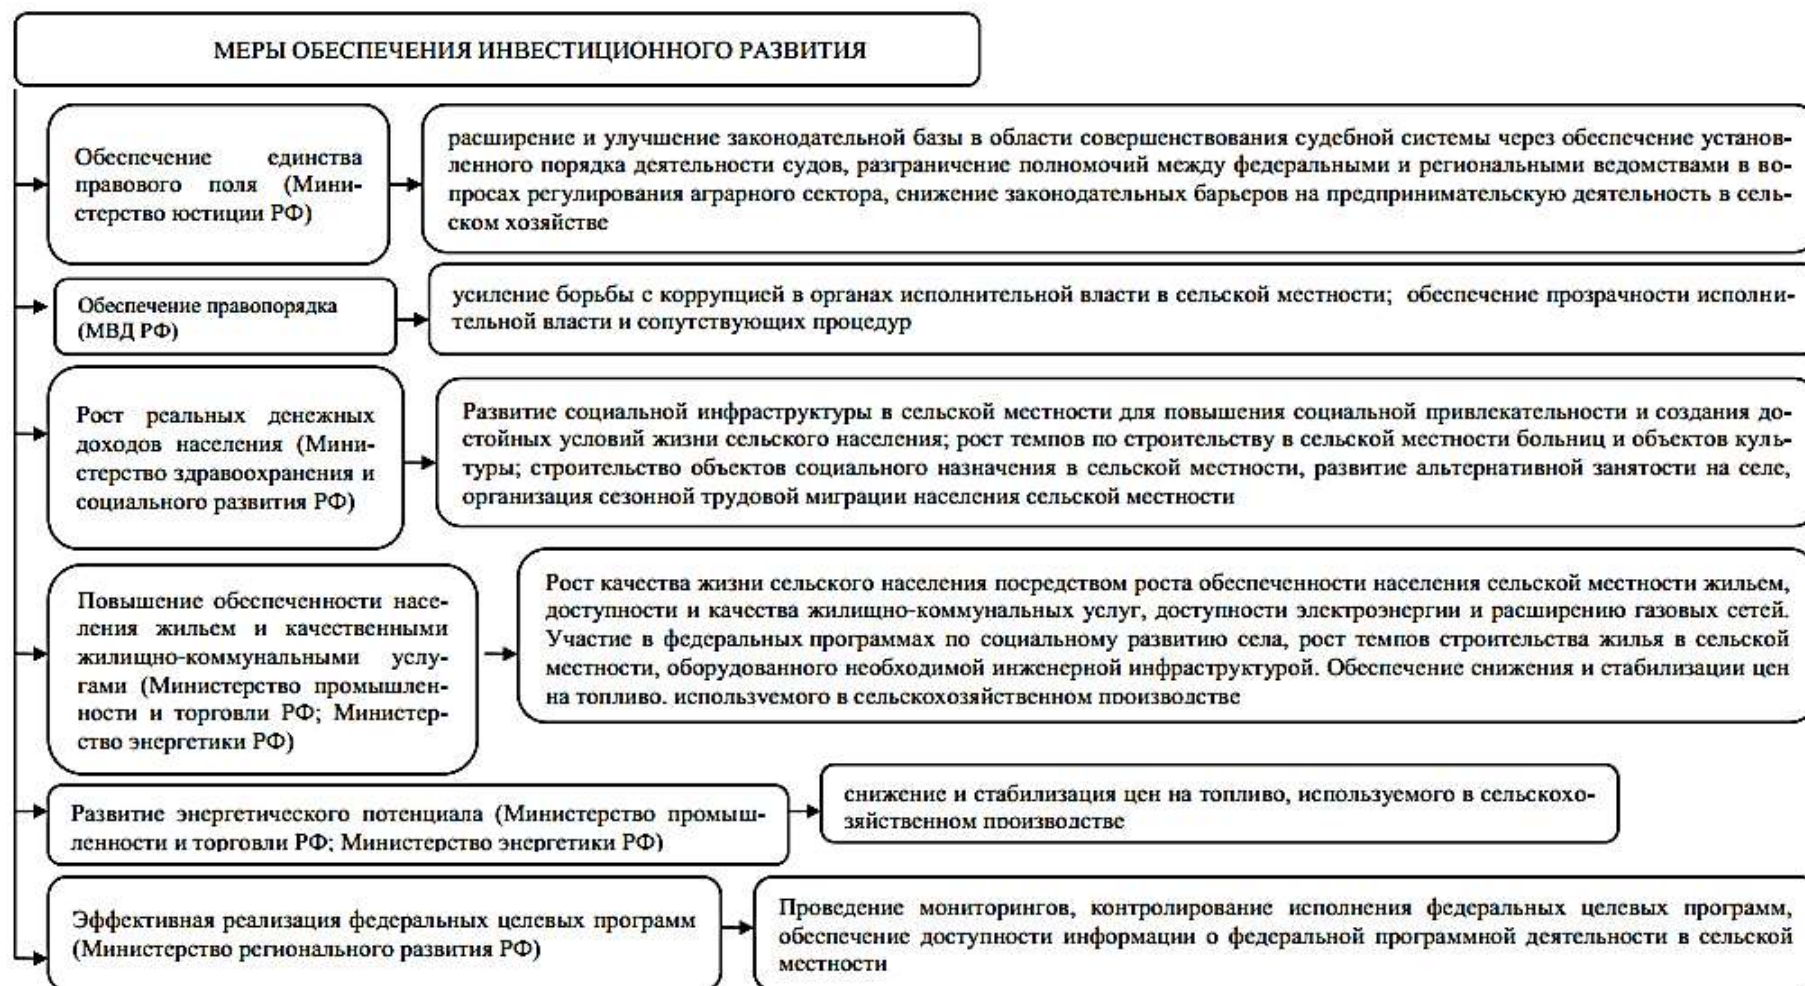 МЕРЫ ОБЕСПЕЧЕНИЯ ИНВЕСТИЦИОННОГО РАЗВИТИЯ
Обеспечение единства
правового поля (Мини-
стерство юстиции РФ)
расширение и улучшение законодательной базы в области совершенствования судебной системы через обеспечение установ-
ленного порядка деятельности судов, разграничение полномочий между федеральными и региональными ведомствами в во-
просах регулирования аграрного сектора, снижение законодательных барьеров на предпринимательскую деятельность в сель-
ском хозяйстве
Обеспечение правопорядка
(МВД РФ)
усиление борьбы с коррупцией в органах исполнительной власти в сельской местности; обеспечение прозрачности исполни-
тельной власти и сопутствующих процедур
Рост реальных денежных
доходов населения (Мини-
стерство здравоохранения и
социального развития РФ)
Развитие социальной инфраструктуры в сельской местности для повышения социальной привлекательности и создания до-
стойных условий жизни сельского населения; рост темпов по строительству в сельской местности больниц и объектов куль-
туры; строительство объектов социального назначения в сельской местности, развитие альтернативной занятости на селе,
организация сезонной трудовой миграции населения сельской местности
Повышение обеспеченности насе-
ления жильем и качественными
жилищно-коммунальными услу-
гами (Министерство промышлен-
ности и торговли РФ; Министер-
ство энергетики РФ)
Рост качества жизни сельского населения посредством роста обеспеченности населения сельской местности жильем,
доступности и качества жилищно-коммунальных услуг, доступности электроэнергии и расширению газовых сетей.
Участие в федеральных программах по социальному развитию села, рост темпов строительства жилья в сельской
местности, оборудованного необходимой инженерной инфраструктурой. Обеспечение снижения и стабилизации цен
на топливо, используемого в сельскохозяйственном производстве
Развитие энергетического потенциала (Министерство промыш-
ленности и торговли РФ; Министерство энергетики РФ)
снижение и стабилизация цен на топливо, используемого в сельскохо-
зяйственном производстве
Эффективная реализация федеральных целевых программ
(Министерство регионального развития РФ)
Проведение мониторингов, контролирование исполнения федеральных целевых программ,
обеспечение доступности информации о федеральной программной деятельности в сельской
местности